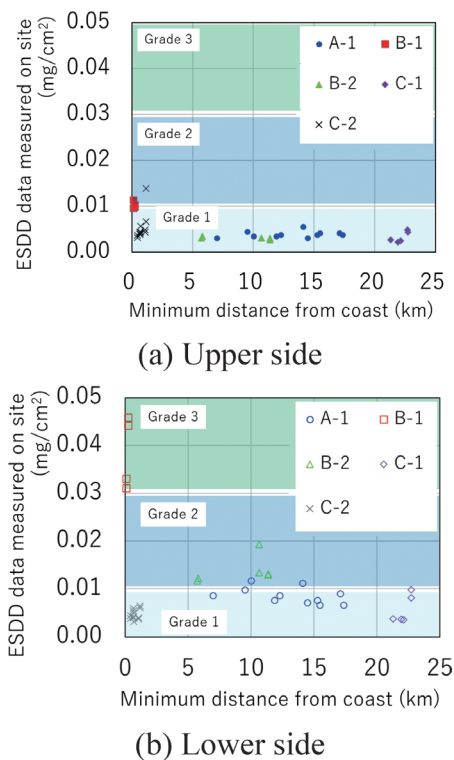 ESDD data measured on site
(mg/cm²)
0.05
0.04
0.03
0.02
0.01
0.00
Grade 3
Grade 2
Grade 1
A-1
B-1
B-2
C-1
C-2
0
5
10
15
20
25
Minimum distance from coast (km)
(a) Upper side
ESDD data measured on site
(mg/cm²)
0.05
0.04
0.03
0.02
0.01
0.00
Grade 3
Grade 2
Grade 1
A-1
B-1
B-2
C-1
C-2
0
5
10
15
20
25
Minimum distance from coast (km)
(b) Lower side